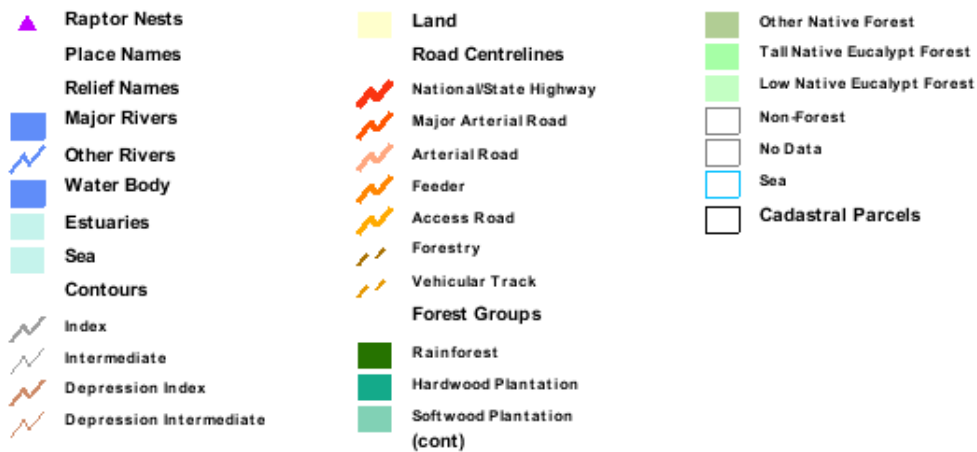 Raptor Nests
Place Names
Relief Names
Major Rivers
Other Rivers
Water Body
Estuaries
Sea
Contours
Index
Intermediate
Depression Index
Depression Intermediate
Land
Road Centrelines
National/State Highway
Major Arterial Road
Arterial Road
Feeder
Access Road
Forestry
Vehicular Track
Forest Groups
Rainforest
Hardwood Plantation
Softwood Plantation
(cont)
Other Native Forest
Tall Native Eucalypt Forest
Low Native Eucalypt Forest
Non-Forest
No Data
Sea
Cadastral Parcels